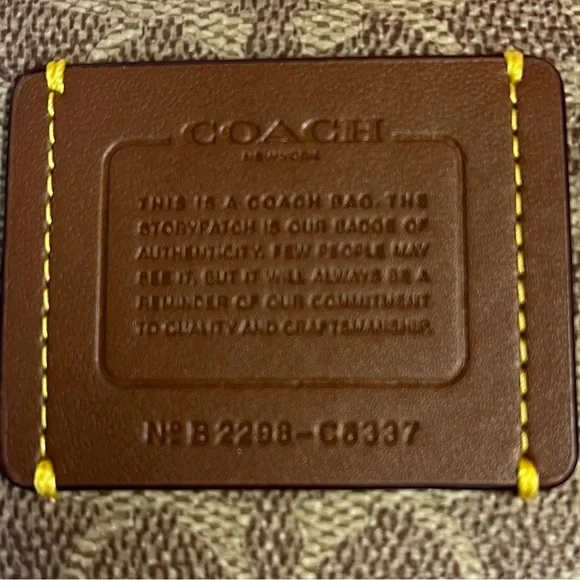 COACH
NEW YORK
THIS IS A COACH BAG. THE
STORYPATCH IS OUR BADGE OF
AUTHENTICITY. FEW PEOPLE MAY
SEE IT, BUT IT WILL ALWAYS BE A
REMINDER OF OUR COMMITMENT
TO QUALITY AND CRAFTSMANSHIP.
Nº B2298-C8337